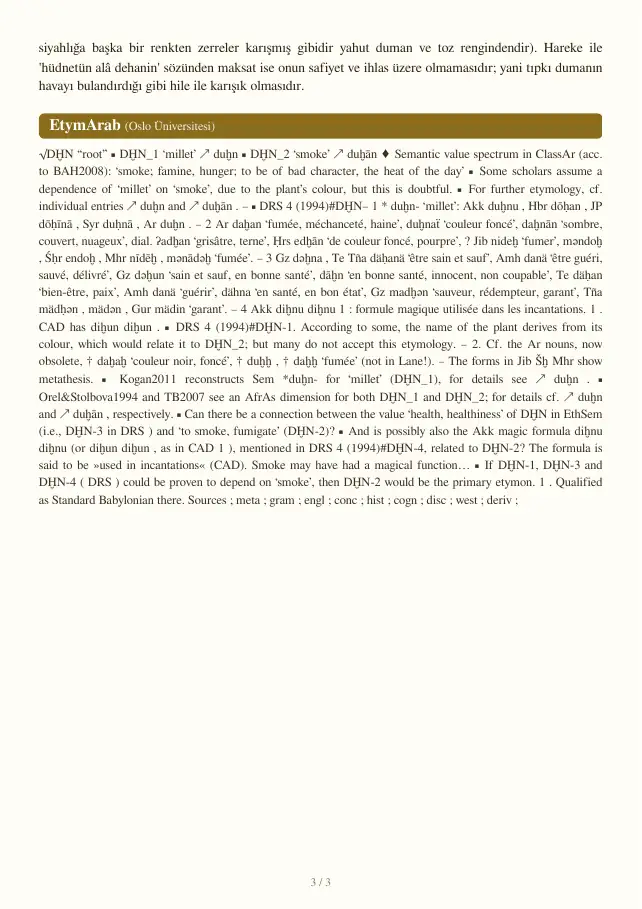 siyahlığa başka bir renkten zerreler karışmış gibidir yahut duman ve toz rengindendir). Hareke ile
'hüdnetün alâ dehanin' sözünden maksat ise onun safiyet ve ihlas üzere olmamasıdır; yani tıpkı dumanın
havayı bulandırdığı gibi hile ile karışık olmasıdır.
EtymArab (Oslo Üniversitesi)
√DḪN “root” ▪ DḪN_1 ‘millet’ ↗ duḫn ▪ DḪN_2 ‘smoke’ ↗ duḫān ♦ Semantic value spectrum in ClassAr (acc.
to BAH2008): ‘smoke; famine, hunger; to be of bad character, the heat of the day’ ▪ Some scholars assume a
dependence of ‘millet’ on ‘smoke’, due to the plant’s colour, but this is doubtful. ▪ For further etymology, cf.
individual entries ↗ duḫn and ↗ duḫān . – ▪ DRS 4 (1994)#DḪN– 1 * duḫn- ‘millet’: Akk duḫnu , Hbr dōḥan , JP
dōḥīnā , Syr duḥnā , Ar duḫn . – 2 Ar daḫan ‘fumée, méchanceté, haine’, duḫnaẗ ‘couleur foncé’, daḫnān ‘sombre,
couvert, nuageux’, dial. ʔadḫan ‘grisâtre, terne’, Ḥrs edḫān ‘de couleur foncé, pourpre’, ? Jib nideḫ ‘fumer’, məndoḫ
, Śḥr endoḫ , Mhr nīdēḫ , mənādəḫ ‘fumée’. – 3 Gz dəḫna , Te Tña däḥanä ‘être sain et sauf’, Amh danä ‘être guéri,
sauvé, délivré’, Gz dəḫun ‘sain et sauf, en bonne santé’, dāḫn ‘en bonne santé, innocent, non coupable’, Te däḥan
‘bien-être, paix’, Amh danä ‘guérir’, dähna ‘en santé, en bon état’, Gz madḫən ‘sauveur, rédempteur, garant’, Tña
mädḥən , mädən , Gur mädin ‘garant’. – 4 Akk diḫnu diḫnu 1 : formule magique utilisée dans les incantations. 1 .
CAD has diḫun diḫun . ▪ DRS 4 (1994)#DḪN-1. According to some, the name of the plant derives from its
colour, which would relate it to DḪN_2; but many do not accept this etymology. – 2. Cf. the Ar nouns, now
obsolete, † daḫaḫ ‘couleur noir, foncé’, † duḫḫ , † daḫḫ ‘fumée’ (not in Lane!). – The forms in Jib Šḫ Mhr show
metathesis. ▪ Kogan2011 reconstructs Sem *duḫn- for ‘millet’ (DḪN_1), for details see ↗ duḫn . ▪
Orel&Stolbova1994 and TB2007 see an AfrAs dimension for both DḪN_1 and DḪN_2; for details cf. ↗ duḫn
and ↗ duḫān , respectively. ▪ Can there be a connection between the value ‘health, healthiness’ of DḪN in EthSem
(i.e., DḪN-3 in DRS ) and ‘to smoke, fumigate’ (DḪN-2)? ▪ And is possibly also the Akk magic formula diḫnu
diḫnu (or diḫun diḫun , as in CAD 1 ), mentioned in DRS 4 (1994)#DḪN-4, related to DḪN-2? The formula is
said to be »used in incantations« (CAD). Smoke may have had a magical function… ▪ If DḪN-1, DḪN-3 and
DḪN-4 ( DRS ) could be proven to depend on ‘smoke’, then DḪN-2 would be the primary etymon. 1 . Qualified
as Standard Babylonian there. Sources ; meta ; gram ; engl ; conc ; hist ; cogn ; disc ; west ; deriv ;
3 / 3